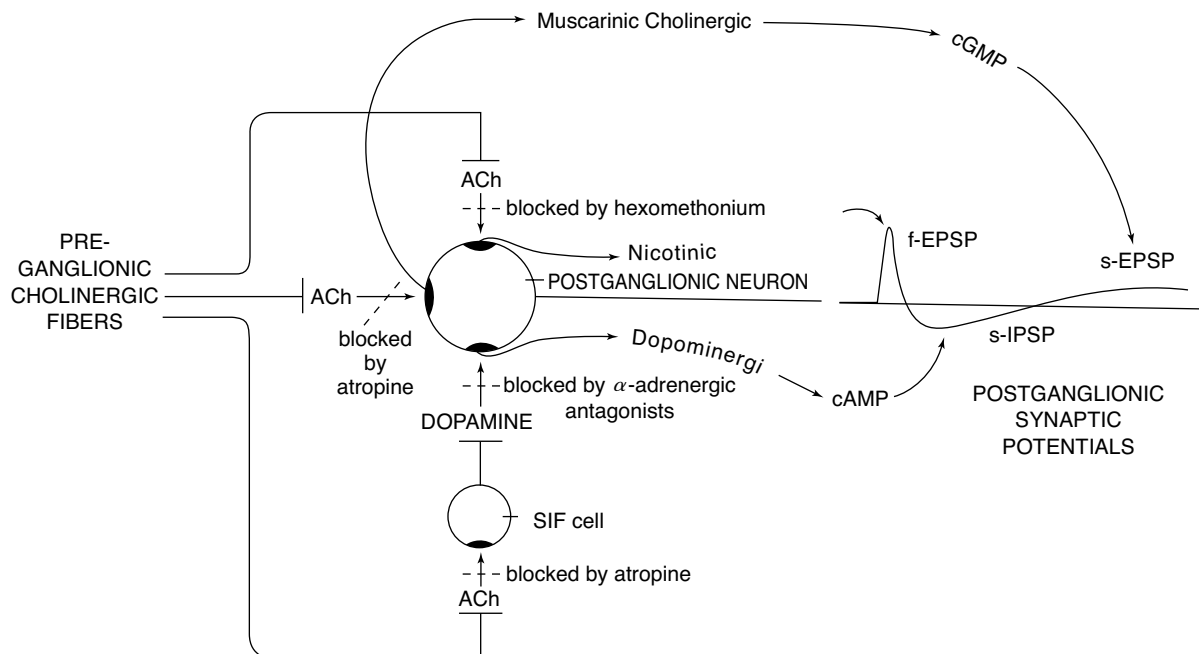 Muscarinic Cholinergic
cGMP
ACh
blocked by hexomethonium
PRE-
GANGLIONIC
CHOLINERGIC
FIBERS
Nicotinic
f-EPSP
s-EPSP
POSTGANGLIONIC NEURON
ACh
blocked
by
atropine
s-IPSP
Dopominergi
cAMP
blocked by α-adrenergic
antagonists
DOPAMINE
POSTGANGLIONIC
SYNAPTIC
POTENTIALS
SIF cell
blocked by atropine
ACh